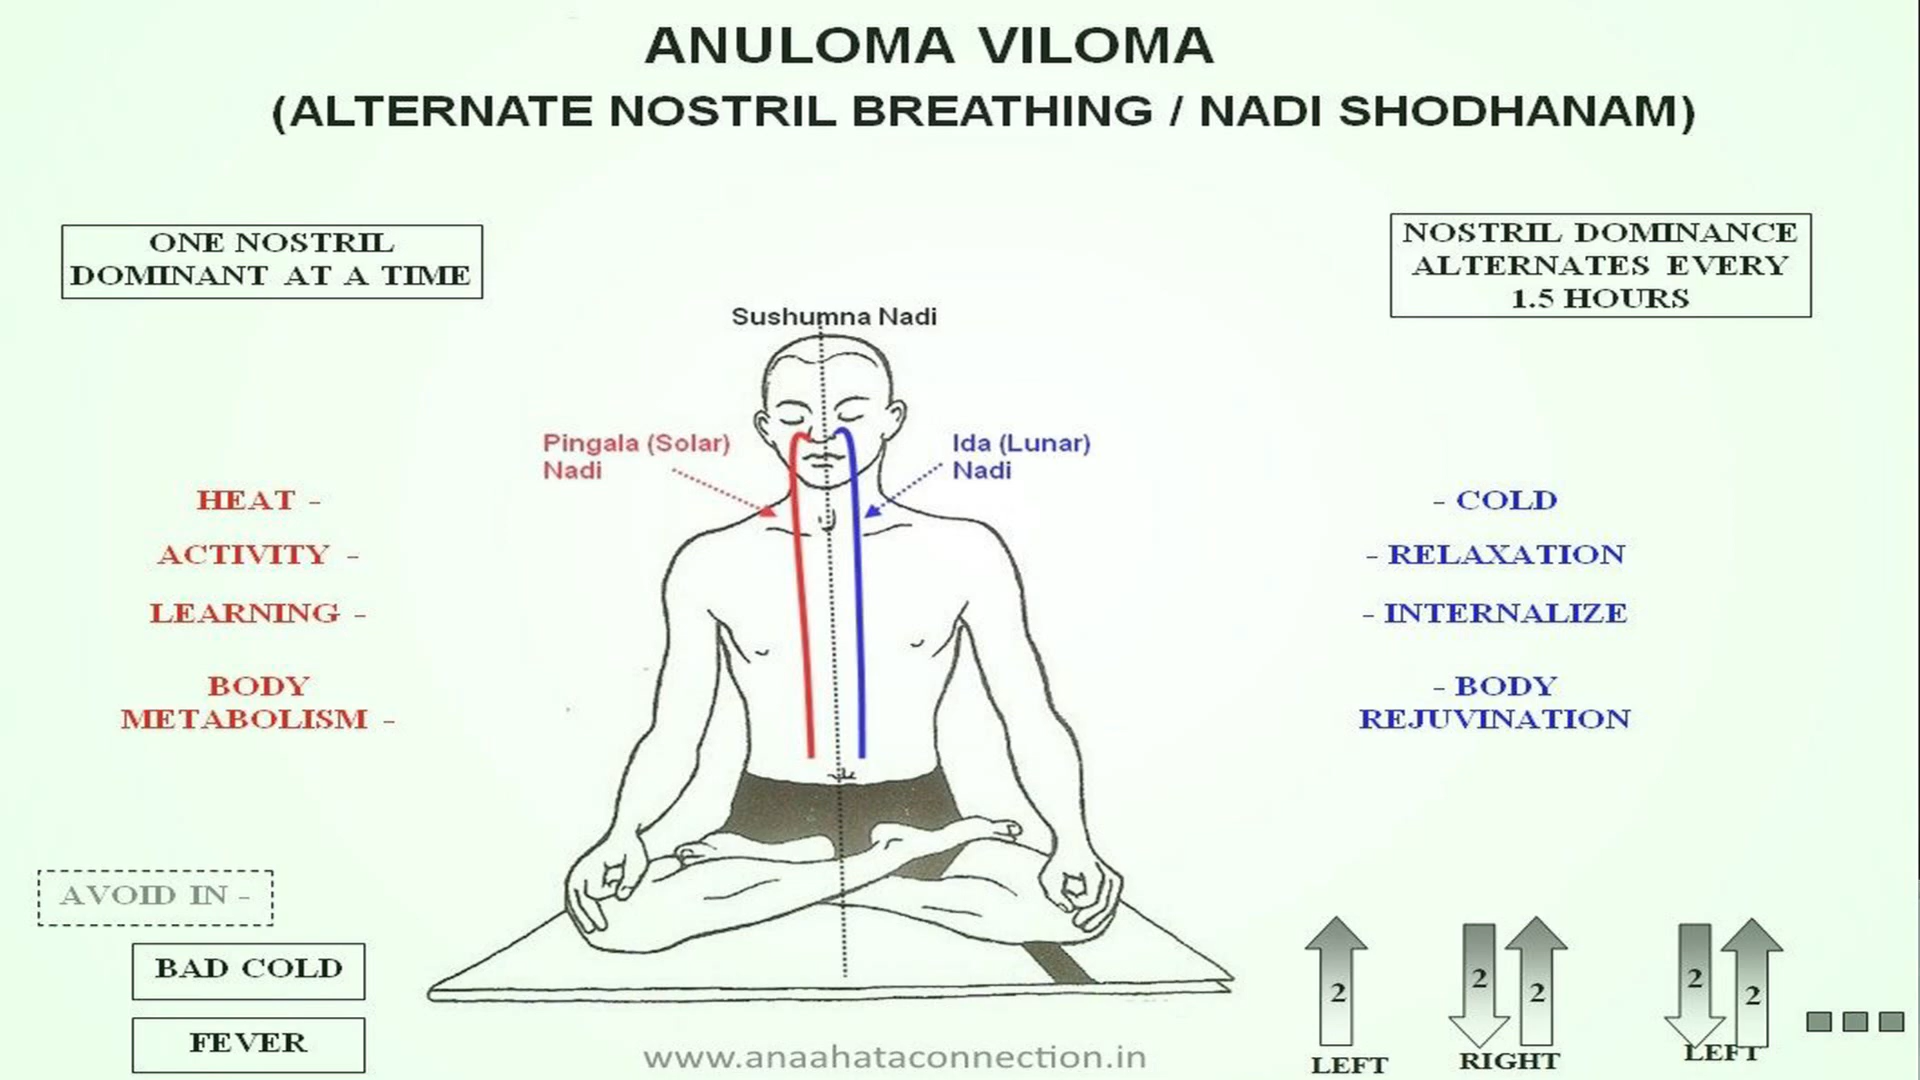 ANULOMA VILOMA
(ALTERNATE NOSTRIL BREATHING / NADI SHODHANAM)
ONE NOSTRIL
DOMINANT AT A TIME
NOSTRIL DOMINANCE
ALTERNATES EVERY
1.5 HOURS
Sushumna Nadi
Pingala (Solar)
Nadi
Ida (Lunar)
Nadi
HEAT -
ACTIVITY -
LEARNING -
BODY
METABOLISM -
- COLD
- RELAXATION
- INTERNALIZE
- BODY
REJUVINATION
AVOID IN -
BAD COLD
FEVER
2
LEFT
2 2
RIGHT
2 2
LEFT
www.anaahataconnection.in